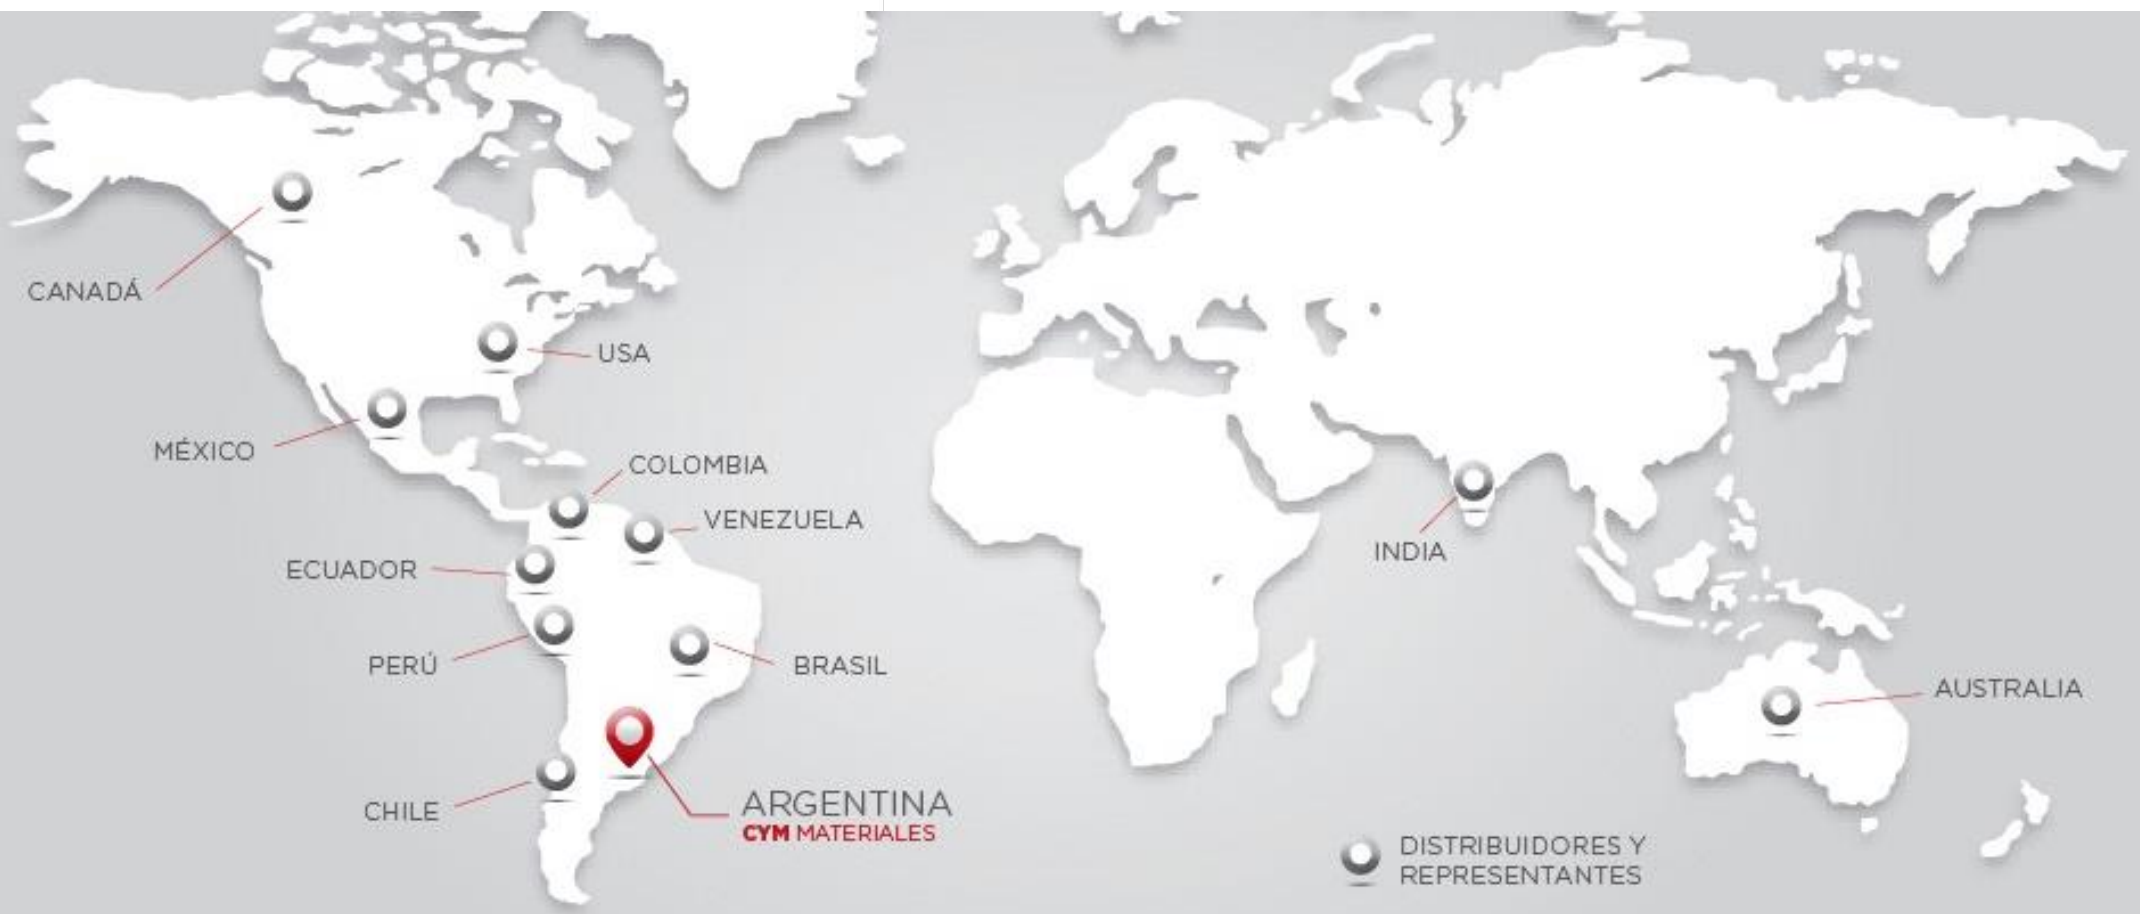 CANADÁ
USA
MÉXICO
COLOMBIA
VENEZUELA
ECUADOR
INDIA
PERÚ
BRASIL
AUSTRALIA
CHILE
ARGENTINA
CYM MATERIALES
DISTRIBUIDORES Y
REPRESENTANTES